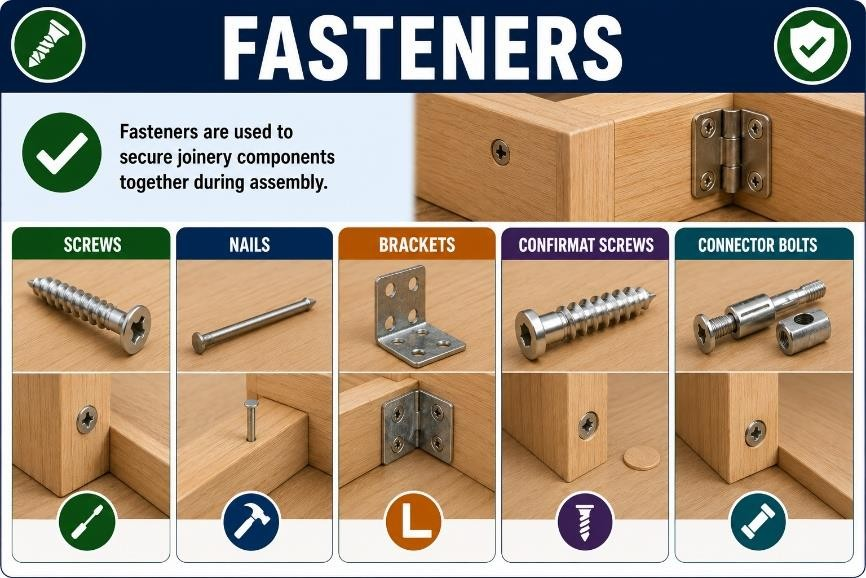 FASTENERS
Fasteners are used to
secure joinery components
together during assembly.
SCREWS
NAILS
BRACKETS
CONFIRMAT SCREWS
CONNECTOR BOLTS